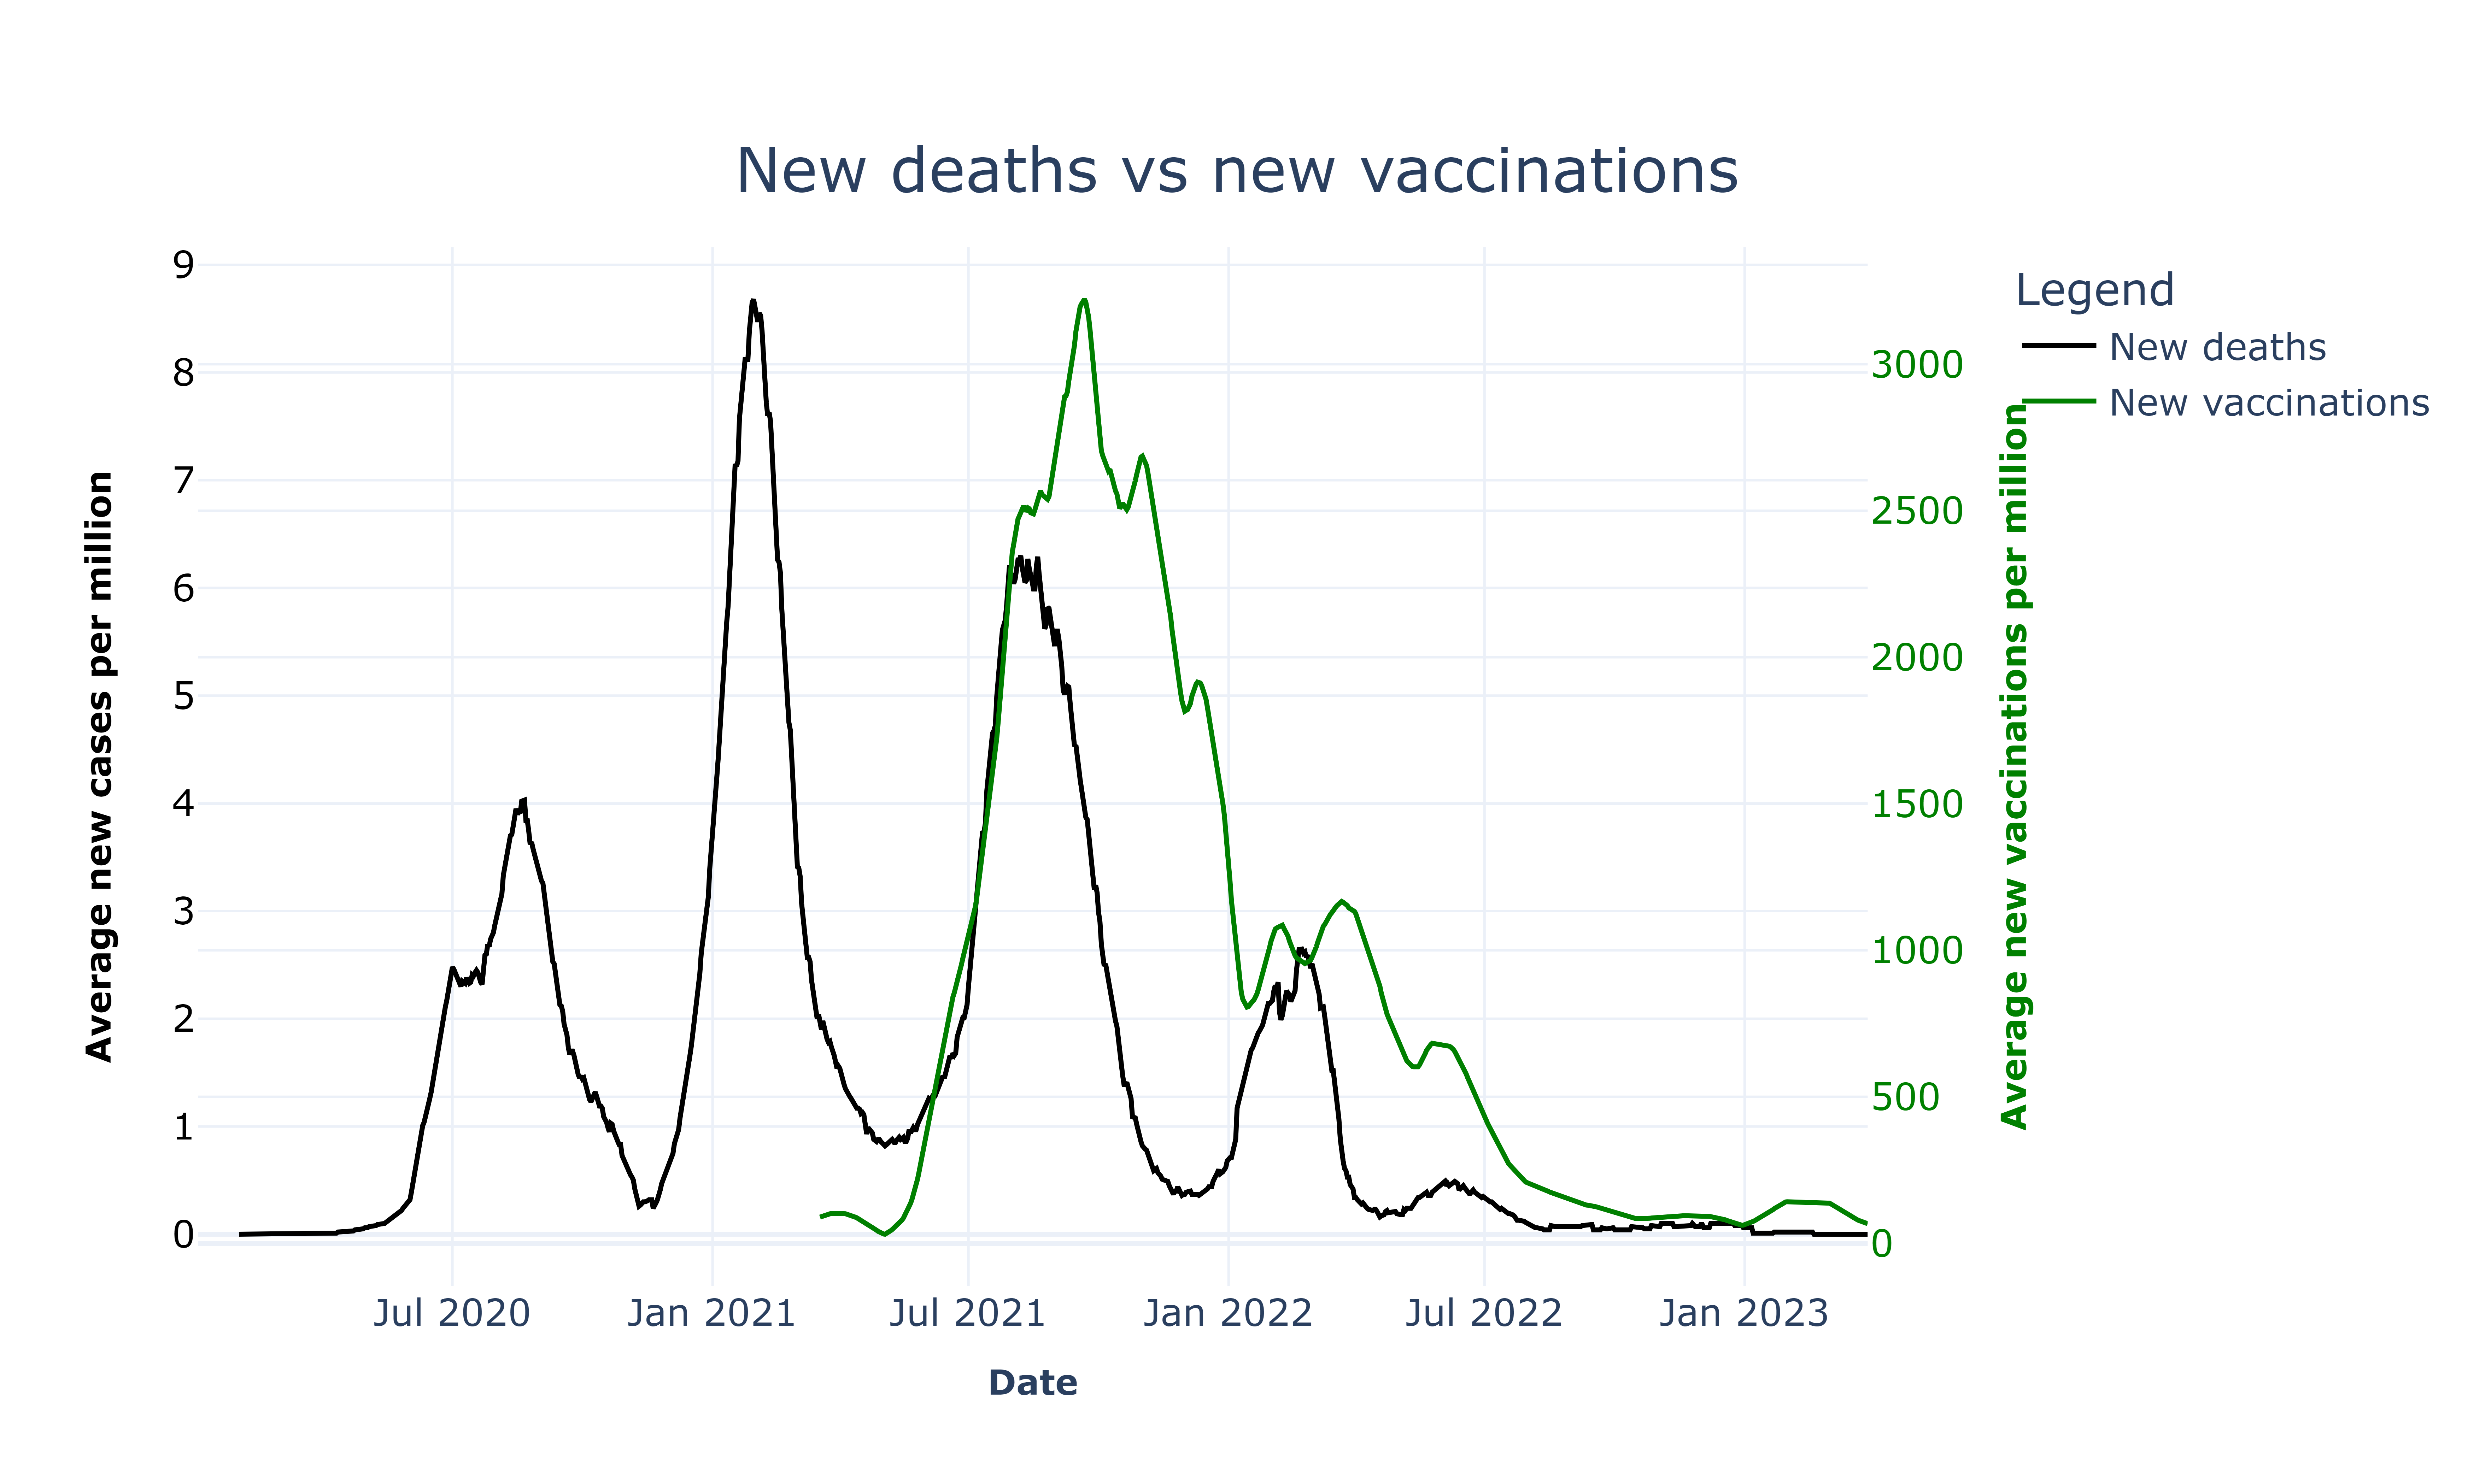 New deaths vs new vaccinations
Legend
New deaths
New vaccinations
Average new cases per million
9
8
7
6
5
4
3
2
1
0
3000
2500
2000
1500
1000
500
0
Average new vaccinations per million
Jul 2020
Jan 2021
Jul 2021
Jan 2022
Jul 2022
Jan 2023
Date